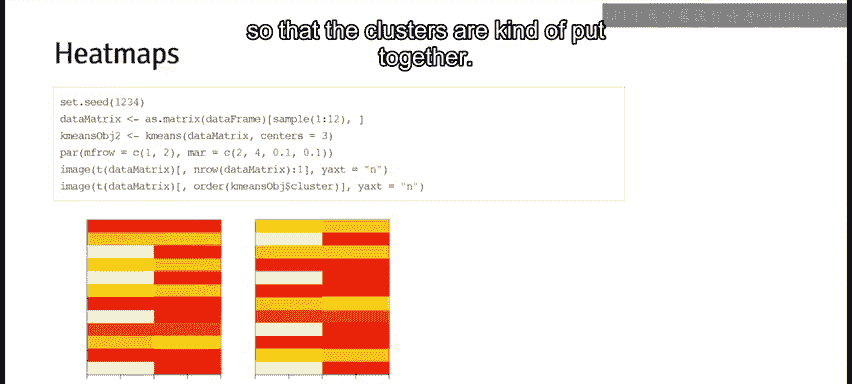 so that the clusters are kind of put
together.
Heatmaps
set.seed(1234)
dataMatrix <- as.matrix(dataFrame)[sample(1:12), ]
kmeansObj2 <- kmeans(dataMatrix, centers = 3)
par(mfrow = c(1, 2), mar = c(2, 4, 0.1, 0.1))
image(t(dataMatrix)[, nrow(dataMatrix):1], yaxt = "n")
image(t(dataMatrix)[, order(kmeansObj$cluster)], yaxt = "n")